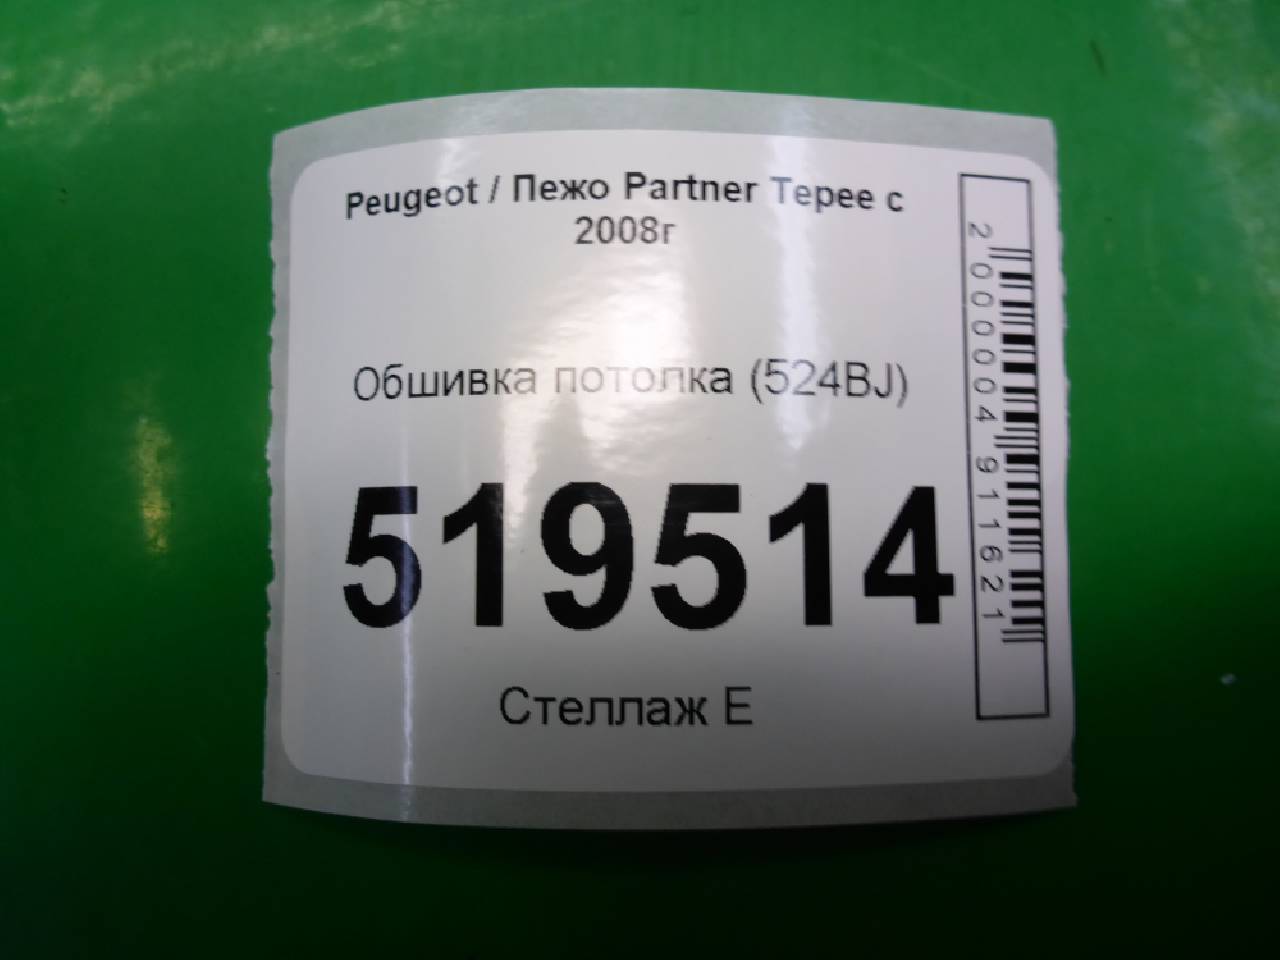 Peugeot / Пежо Partner Tepee с
2008г
Обшивка потолка (524BJ)
519514
Стеллаж E
2000004911621